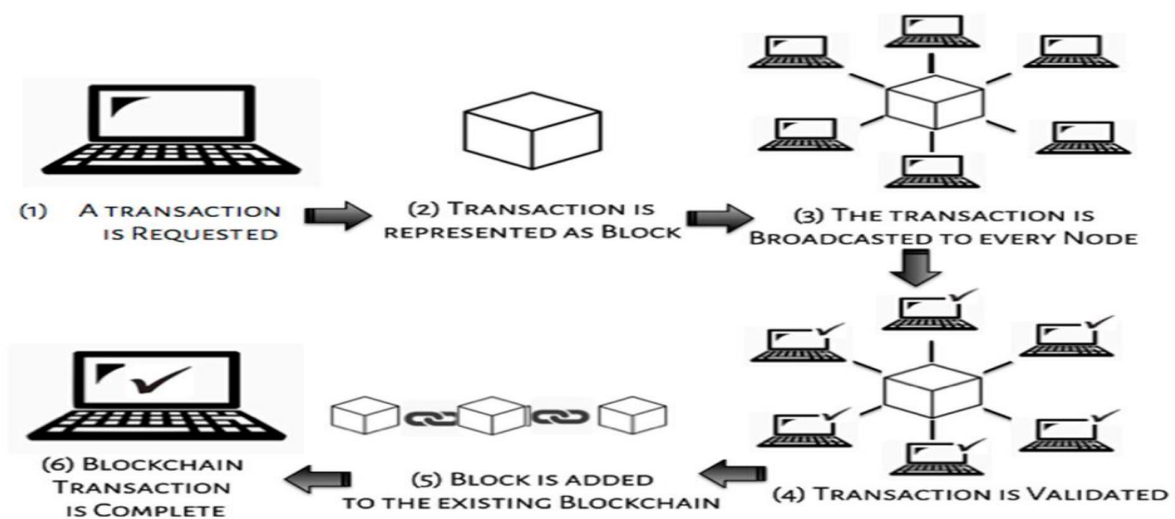 (1) A TRANSACTION
IS REQUESTED
(2) TRANSACTION IS
REPRESENTED AS BLOCK
(3) THE TRANSACTION IS
BROADCASTED TO EVERY NODE
(4) TRANSACTION IS VALIDATED
(5) BLOCK IS ADDED
TO THE EXISTING BLOCKCHAIN
(6) BLOCKCHAIN
TRANSACTION
IS COMPLETE